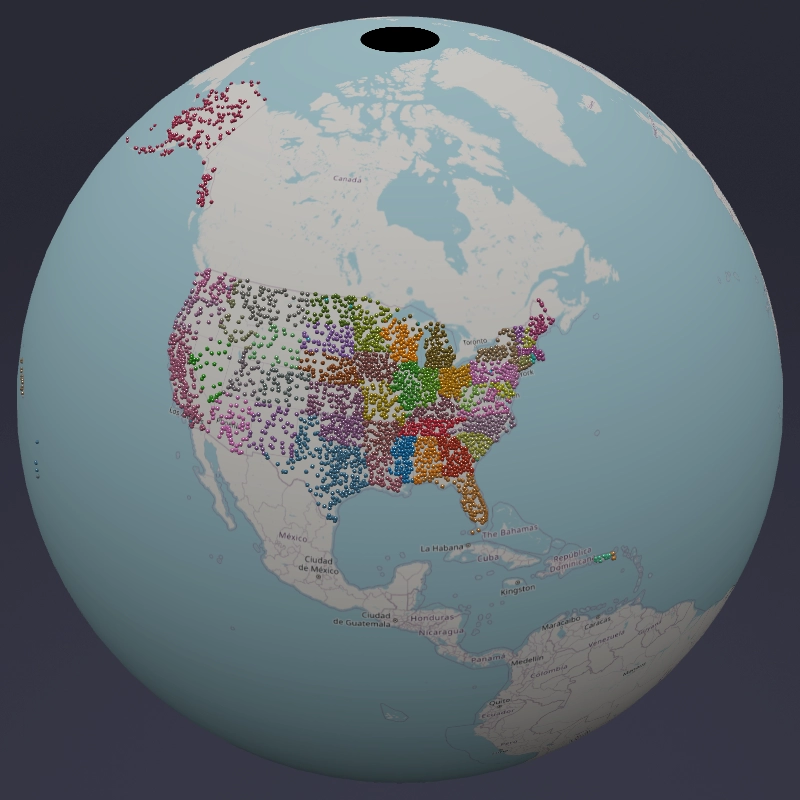 Canada
Toronto
México
Ciudad
de México
La Habana
The Bahamas
Cuba
República
Dominicana
Kingston
Ciudad
de Guatemala
Honduras
Nicaragua
Panamá
Maracaibo
Caracas
Venezuela
Medellín
Colombia
Quito
Ecuador